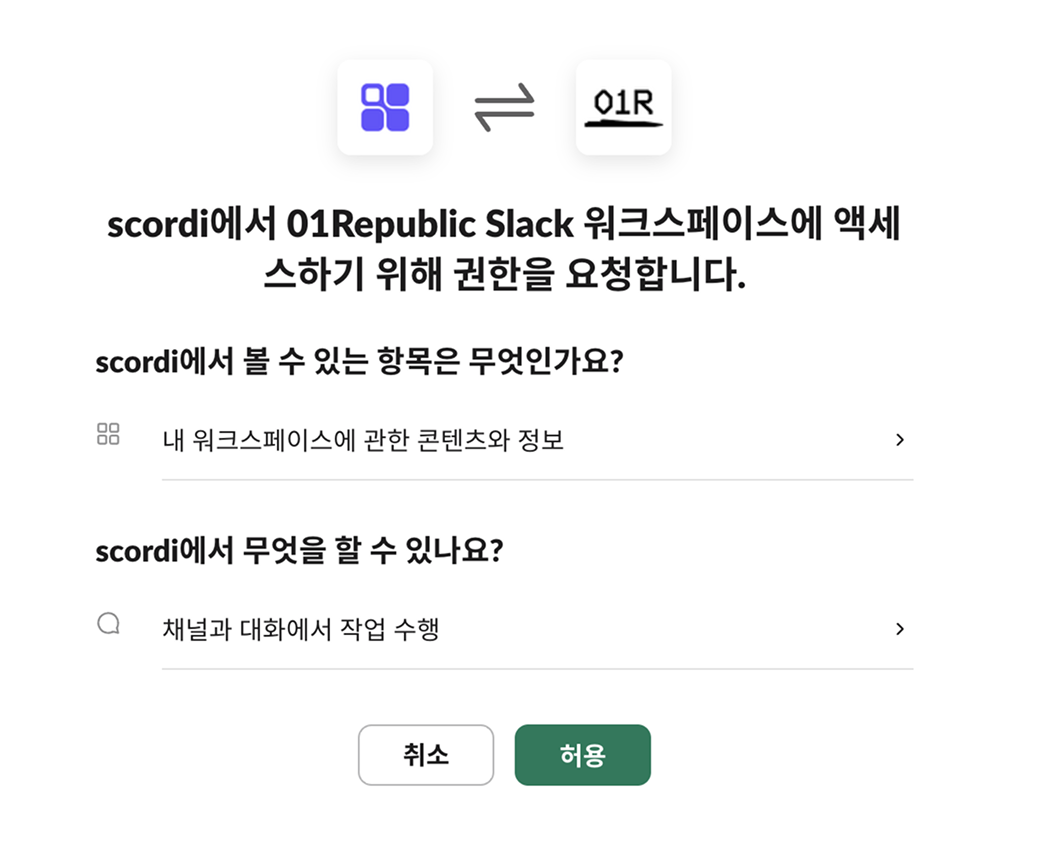 01R
scordi에서 01Republic Slack 워크스페이스에 액세
스하기 위해 권한을 요청합니다.
scordi에서 볼 수 있는 항목은 무엇인가요?
내 워크스페이스에 관한 콘텐츠와 정보
scordi에서 무엇을 할 수 있나요?
채널과 대화에서 작업 수행
취소
허용